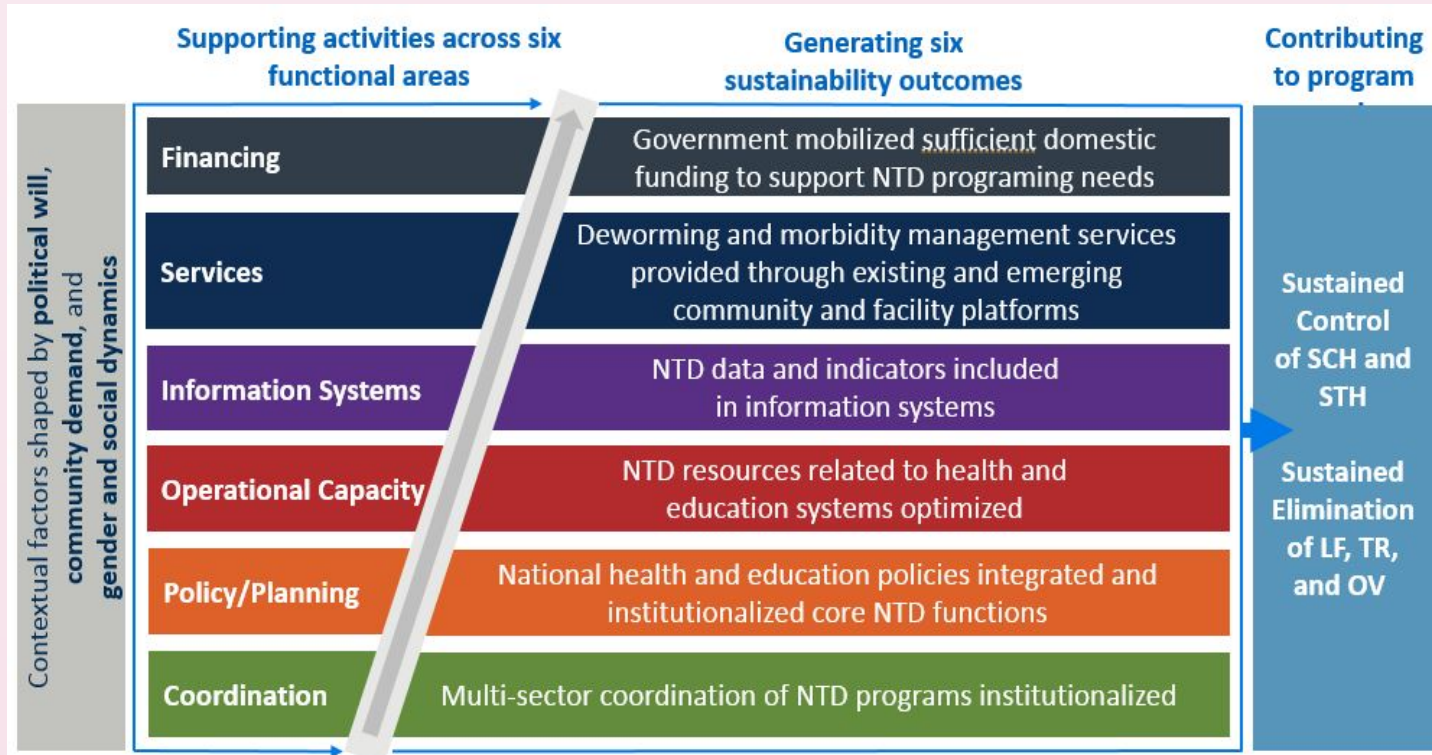 Supporting activities across six
functional areas
Generating six
sustainability outcomes
Contributing
to program
Contextual factors shaped by political will,
community demand, and
gender and social dynamics
Financing
Government mobilized sufficient domestic
funding to support NTD programing needs
Services
Deworming and morbidity management services
provided through existing and emerging
community and facility platforms
Information Systems
NTD data and indicators included
in information systems
Operational Capacity
NTD resources related to health and
education systems optimized
Policy/Planning
National health and education policies integrated and
institutionalized core NTD functions
Coordination
Multi-sector coordination of NTD programs institutionalized
Sustained
Control
of SCH and
STH
Sustained
Elimination
of LF, TR,
and OV